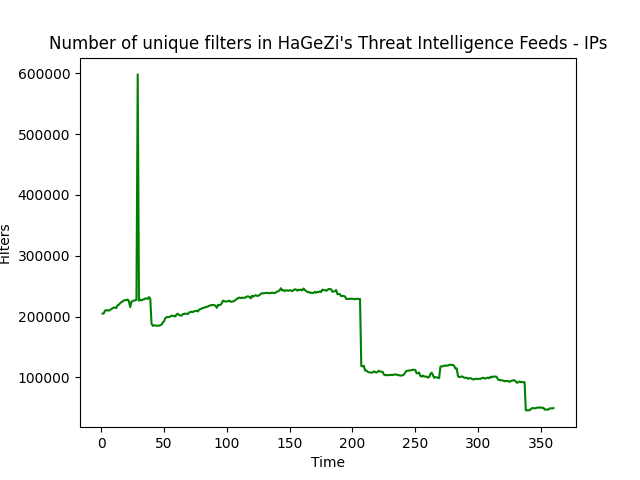 Number of unique filters in HaGeZi's Threat Intelligence Feeds - IPs
600000
500000
400000
300000
200000
100000
Filters
0 50 100 150 200 250 300 350
Time